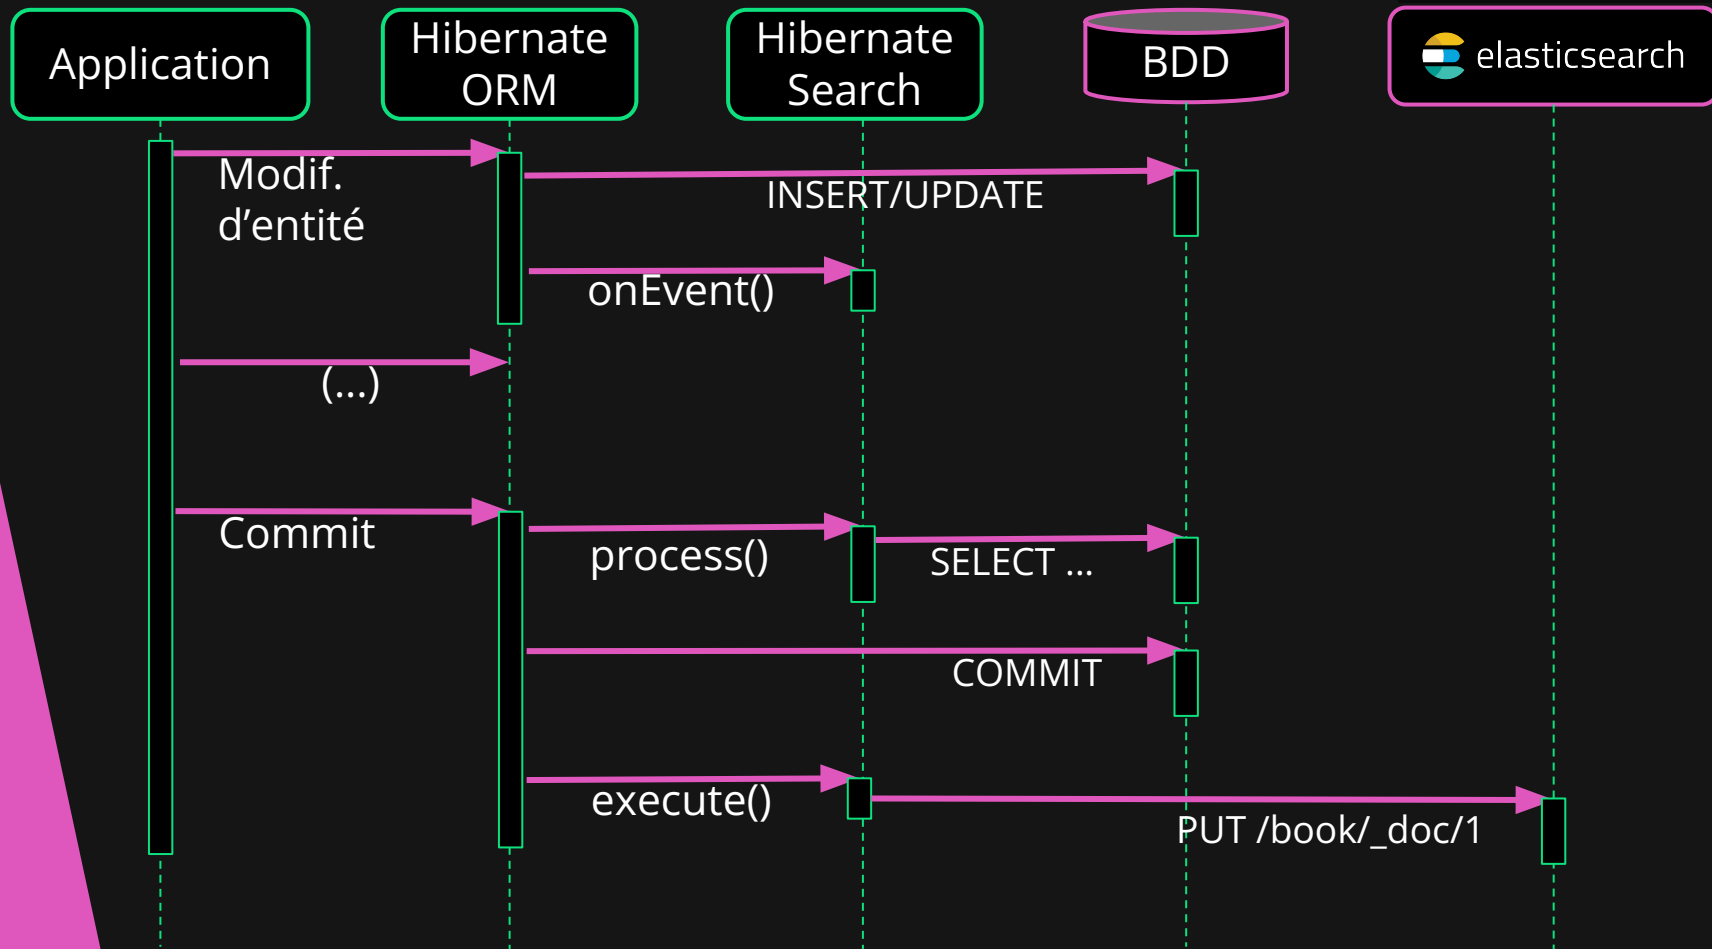 Application
Hibernate
ORM
Hibernate
Search
BDD
elasticsearch
Modif.
d’entité
INSERT/UPDATE
onEvent()
(...)
Commit
process()
SELECT ...
COMMIT
execute()
PUT /book/_doc/1